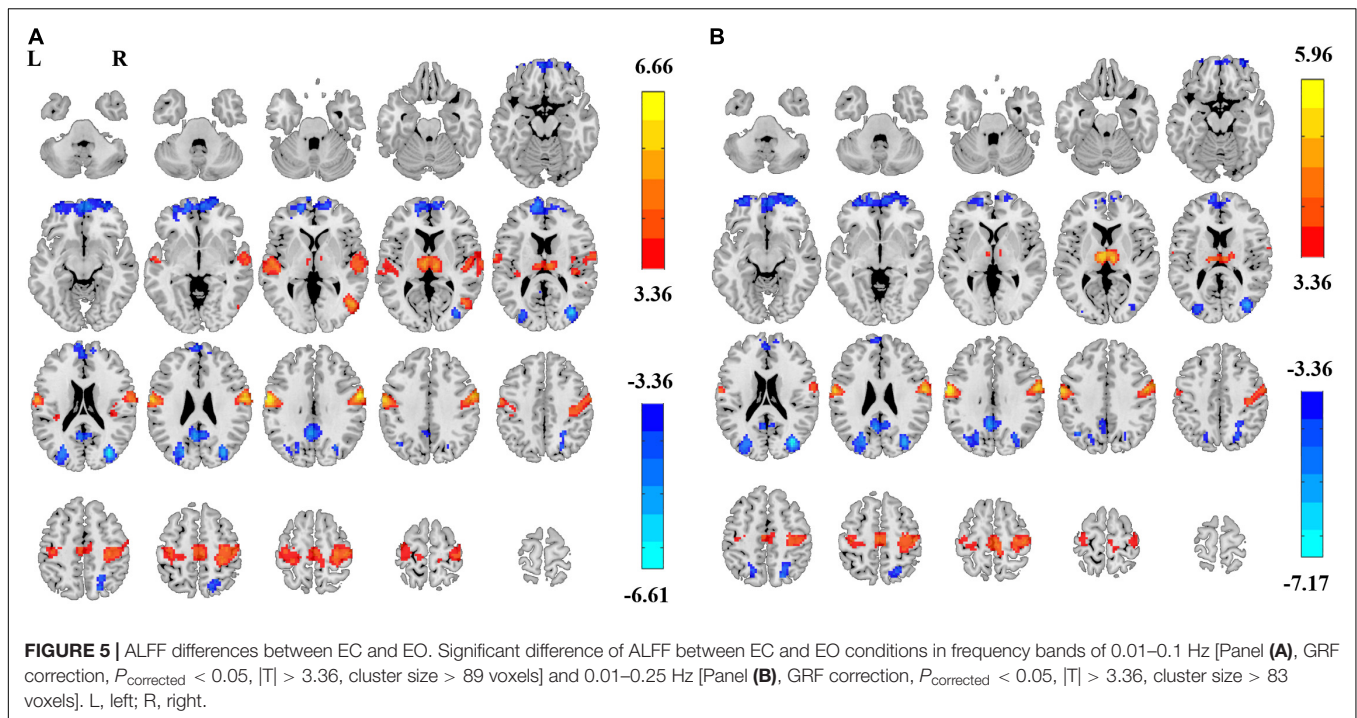 A
B
L R
6.66
3.36
-3.36
-6.61
5.96
3.36
-3.36
-7.17
FIGURE 5 | ALFF differences between EC and EO. Significant difference of ALFF between EC and EO conditions in frequency bands of 0.01–0.1 Hz [Panel (A), GRF
correction, Pcorrected < 0.05, |T| > 3.36, cluster size > 89 voxels] and 0.01–0.25 Hz [Panel (B), GRF correction, Pcorrected < 0.05, |T| > 3.36, cluster size > 83
voxels]. L, left; R, right.